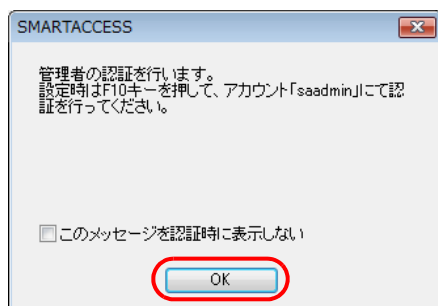 SMARTACCESS
管理者の認証を行います。
設定時はF10キーを押して、アカウント「saadmin」にて認
証を行ってください。
このメッセージを認証時に表示しない
OK